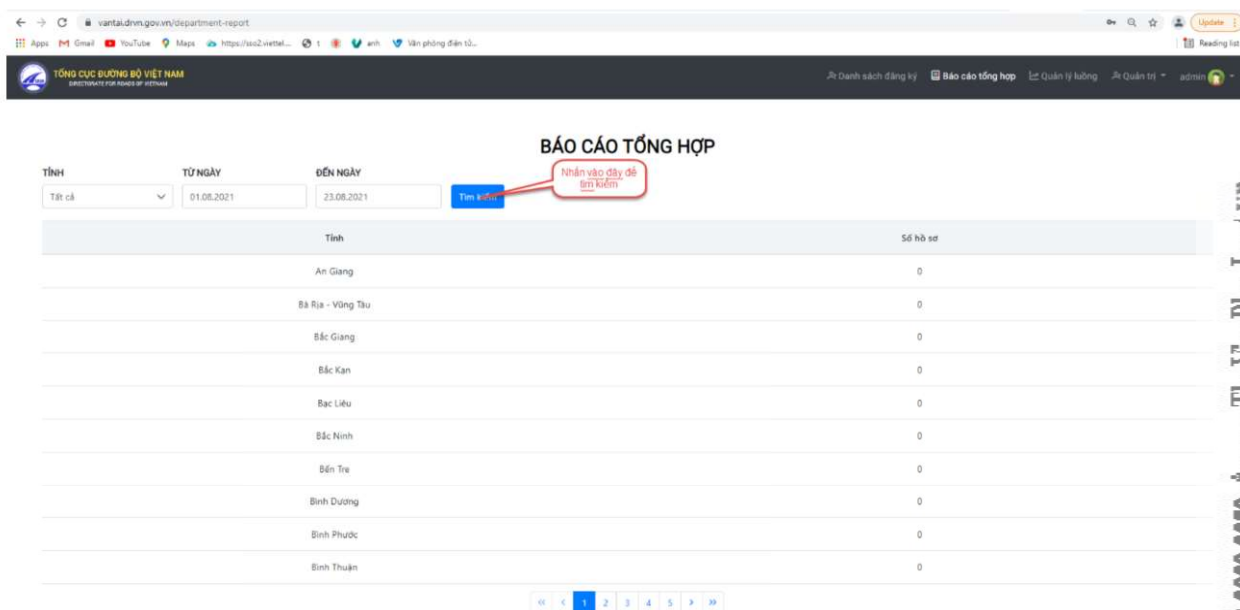 vantai.drvn.gov.vn/department-report
Update
Apps Gmail YouTube Maps https://sso2.viettel... t anh Văn phòng điện tử...
Reading list
TỔNG CỤC ĐƯỜNG BỘ VIỆT NAM
DIRECTORATE FOR ROADS OF VIETNAM
Danh sách đăng ký Báo cáo tổng hợp Quản lý luồng Quản trị admin
BÁO CÁO TỔNG HỢP
TỈNH TỪ NGÀY ĐẾN NGÀY
Nhấn vào đây để
tìm kiếm
Tất cả 01.08.2021 23.08.2021 Tìm kiếm
Tỉnh Số hồ sơ
An Giang 0
Bà Rịa - Vũng Tàu 0
Bắc Giang 0
Bắc Kạn 0
Bạc Liêu 0
Bắc Ninh 0
Bến Tre 0
Bình Dương 0
Bình Phước 0
Bình Thuận 0
« < 1 2 3 4 5 > »